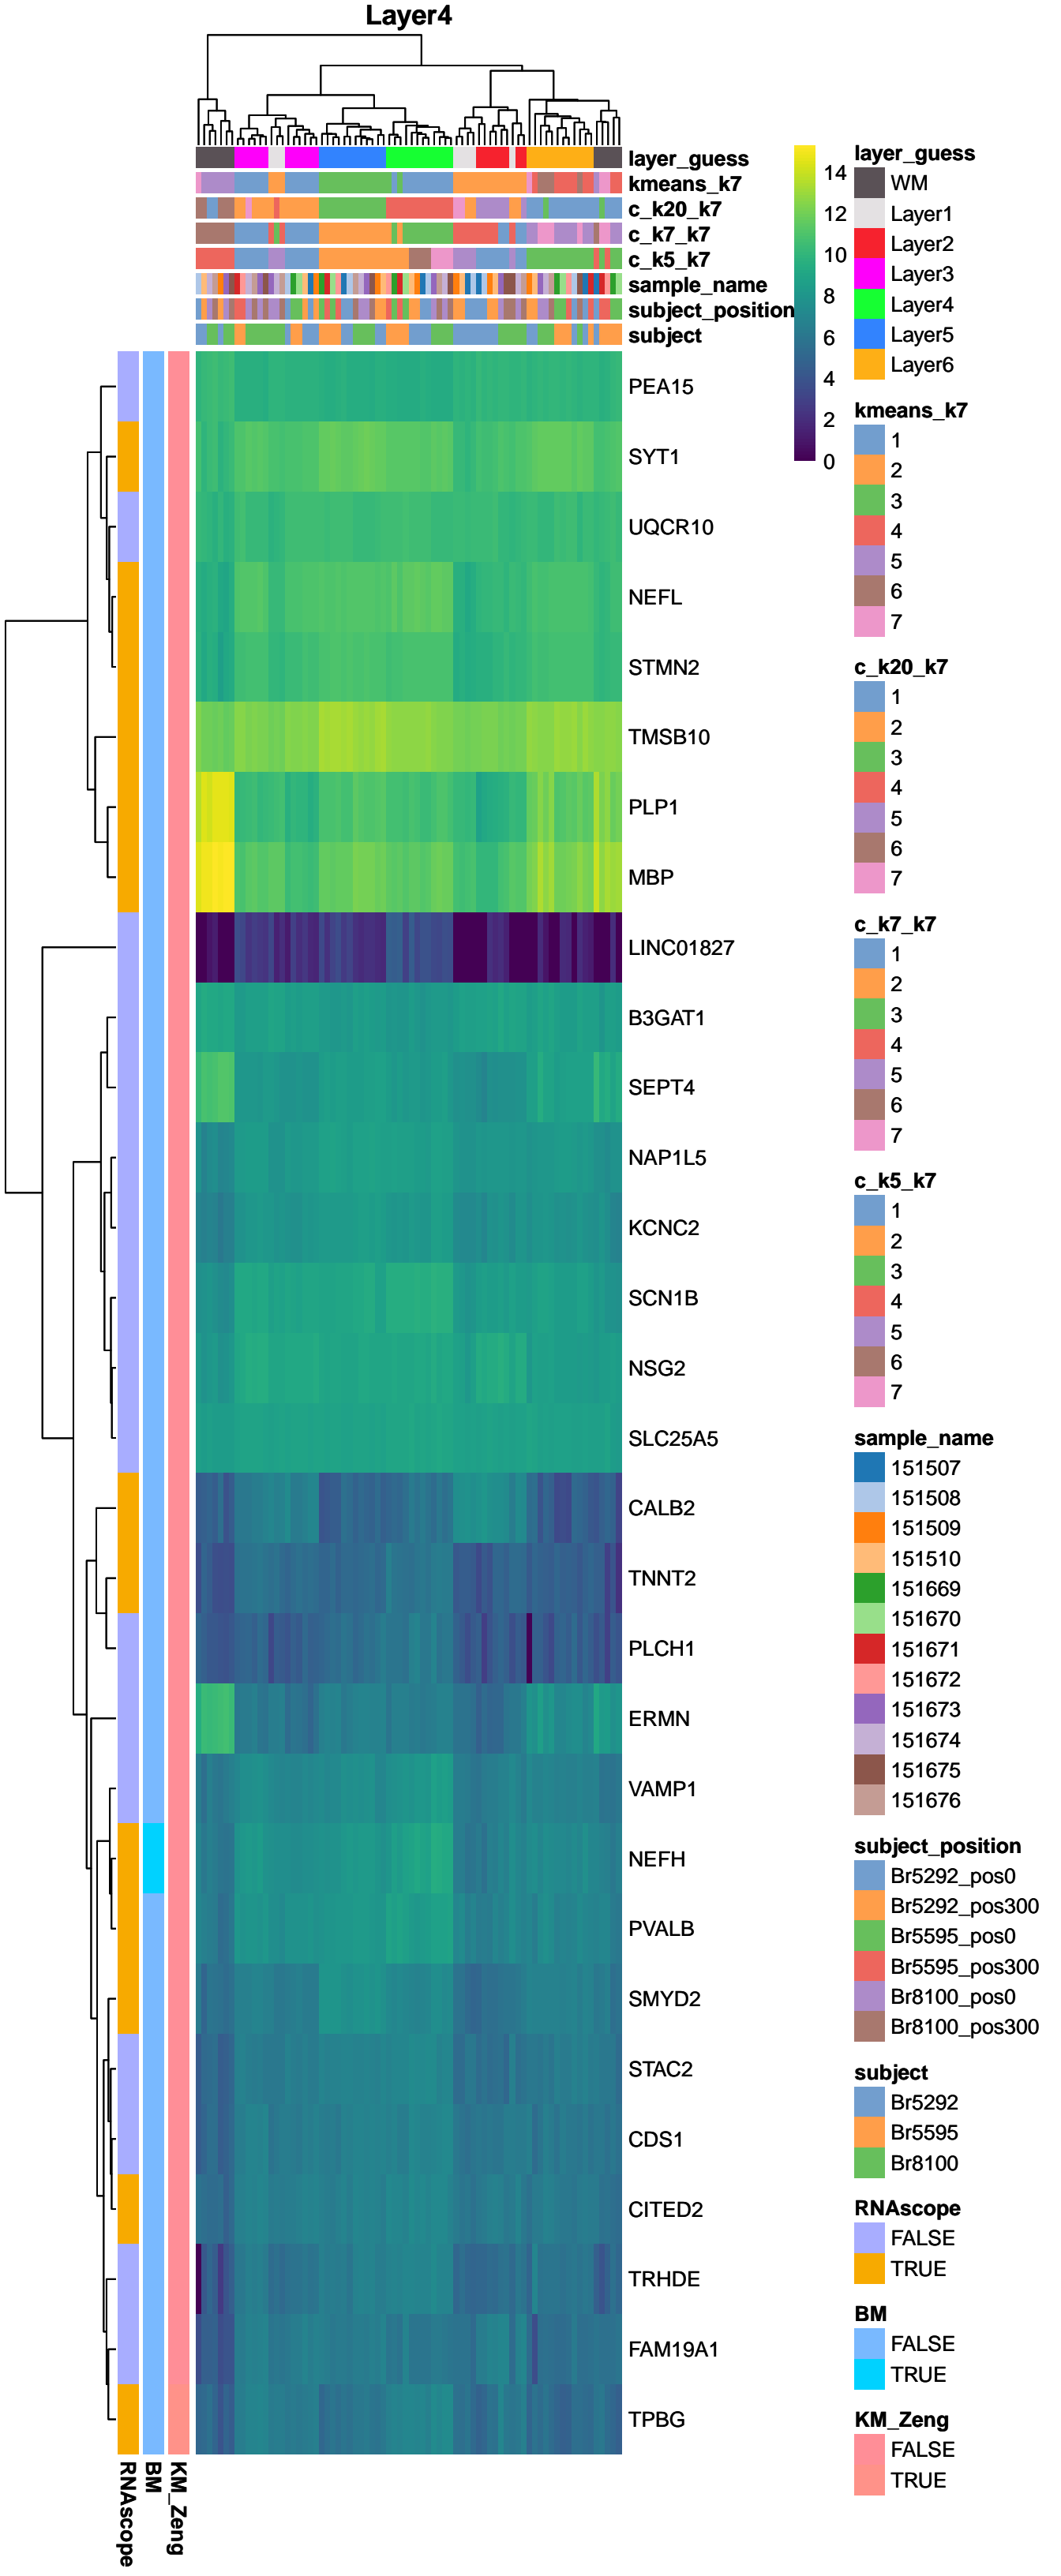 Layer4
layer_guess
kmeans_k7
c_k20_k7
c_k7_k7
c_k5_k7
sample_name
subject_position
subject
PEA15
SYT1
UQCR10
NEFL
STMN2
TMSB10
PLP1
MBP
LINC01827
B3GAT1
SEPT4
NAP1L5
KCNC2
SCN1B
NSG2
SLC25A5
CALB2
TNNT2
PLCH1
ERMN
VAMP1
NEFH
PVALB
SMYD2
STAC2
CDS1
CITED2
TRHDE
FAM19A1
TPBG
RNAscope
BM
KM_Zeng
14
12
10
8
6
4
2
0
layer_guess
WM
Layer1
Layer2
Layer3
Layer4
Layer5
Layer6
kmeans_k7
1
2
3
4
5
6
7
c_k20_k7
1
2
3
4
5
6
7
c_k7_k7
1
2
3
4
5
6
7
c_k5_k7
1
2
3
4
5
6
7
sample_name
151507
151508
151509
151510
151669
151670
151671
151672
151673
151674
151675
151676
subject_position
Br5292_pos0
Br5292_pos300
Br5595_pos0
Br5595_pos300
Br8100_pos0
Br8100_pos300
subject
Br5292
Br5595
Br8100
RNAscope
FALSE
TRUE
BM
FALSE
TRUE
KM_Zeng
FALSE
TRUE